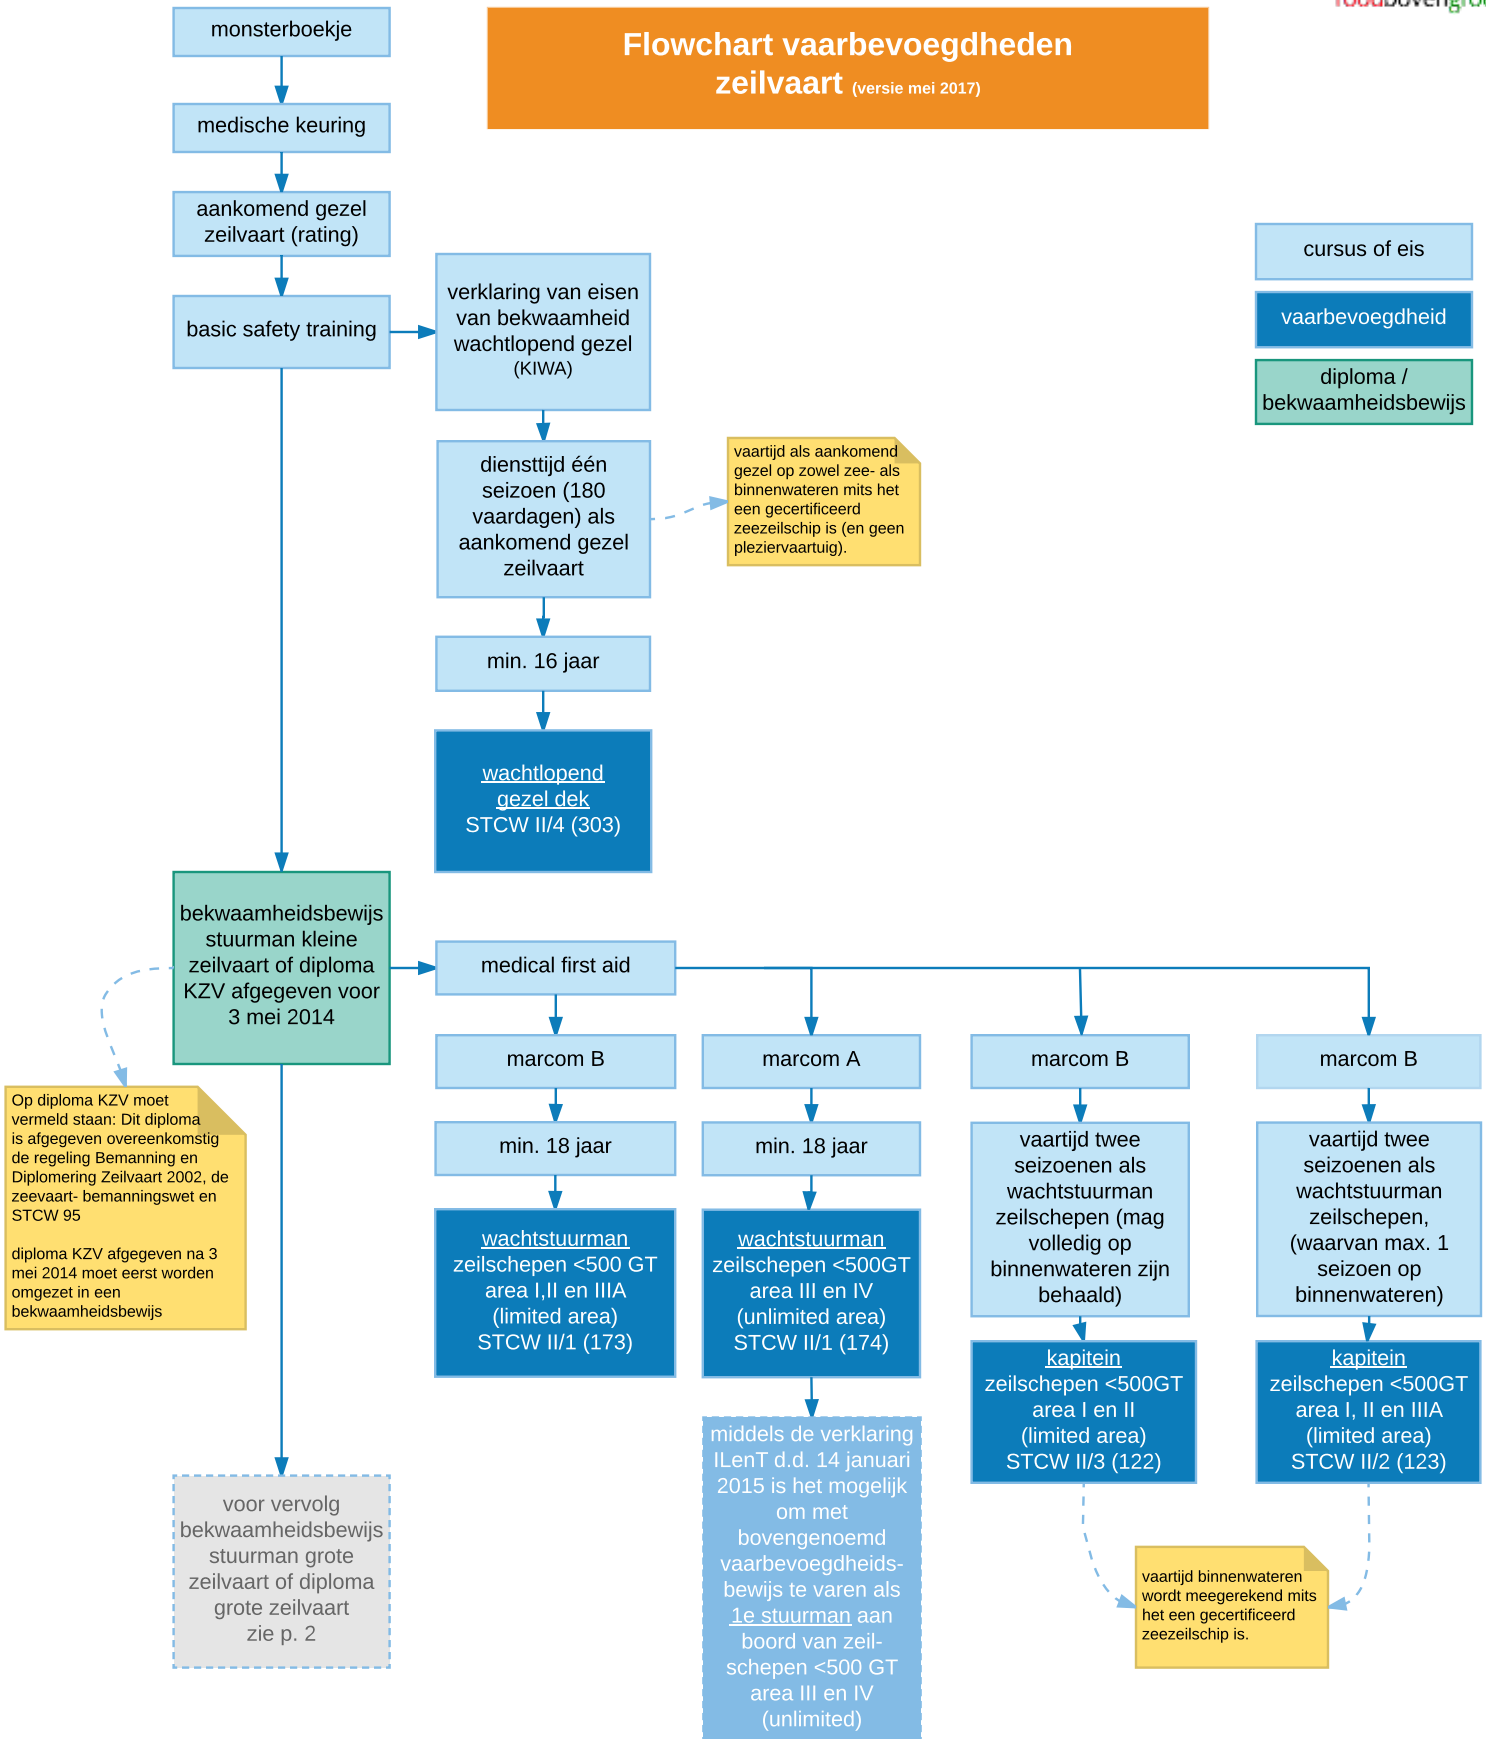 monsterboekje
Flowchart vaarbevoegdheden
zeilvaart (versie mei 2017)
medische keuring
aankomend gezel
zeilvaart (rating)
basic safety training
verklaring van eisen
van bekwaamheid
wachtlopend gezel
(KIWA)
cursus of eis
vaarbevoegdheid
diploma /
bekwaamheidsbewijs
diensttijd één
seizoen (180
vaardagen) als
aankomend gezel
zeilvaart
vaartijd als aankomend
gezel op zowel zee- als
binnenwateren mits het
een gecertificeerd
zeezeilschip is (en geen
pleziervaartuig).
min. 16 jaar
wachtlopend
gezel dek
STCW II/4 (303)
bekwaamheidsbewijs
stuurman kleine
zeilvaart of diploma
KZV afgegeven voor
3 mei 2014
Op diploma KZV moet
vermeld staan: Dit diploma
is afgegeven overeenkomstig
de regeling Bemanning en
Diplomering Zeilvaart 2002, de
zeevaart- bemanningswet en
STCW 95
diploma KZV afgegeven na 3
mei 2014 moet eerst worden
omgezet in een
bekwaamheidsbewijs
medical first aid
marcom B
min. 18 jaar
wachtstuurman
zeilschepen <500 GT
area I,II en IIIA
(limited area)
STCW II/1 (173)
marcom A
min. 18 jaar
wachtstuurman
zeilschepen <500GT
area III en IV
(unlimited area)
STCW II/1 (174)
middels de verklaring
ILenT d.d. 14 januari
2015 is het mogelijk
om met
bovengenoemd
vaarbevoegdheids-
bewijs te varen als
1e stuurman aan
boord van zeil-
schepen <500 GT
area III en IV
(unlimited)
marcom B
vaartijd twee
seizoenen als
wachtstuurman
zeilschepen (mag
volledig op
binnenwateren zijn
behaald)
kapitein
zeilschepen <500GT
area I en II
(limited area)
STCW II/3 (122)
marcom B
vaartijd twee
seizoenen als
wachtstuurman
zeilschepen,
(waarvan max. 1
seizoen op
binnenwateren)
kapitein
zeilschepen <500GT
area I, II en IIIA
(limited area)
STCW II/2 (123)
vaartijd binnenwateren
wordt meegerekend mits
het een gecertificeerd
zeezeilschip is.
voor vervolg
bekwaamheidsbewijs
stuurman grote
zeilvaart of diploma
grote zeilvaart
zie p. 2